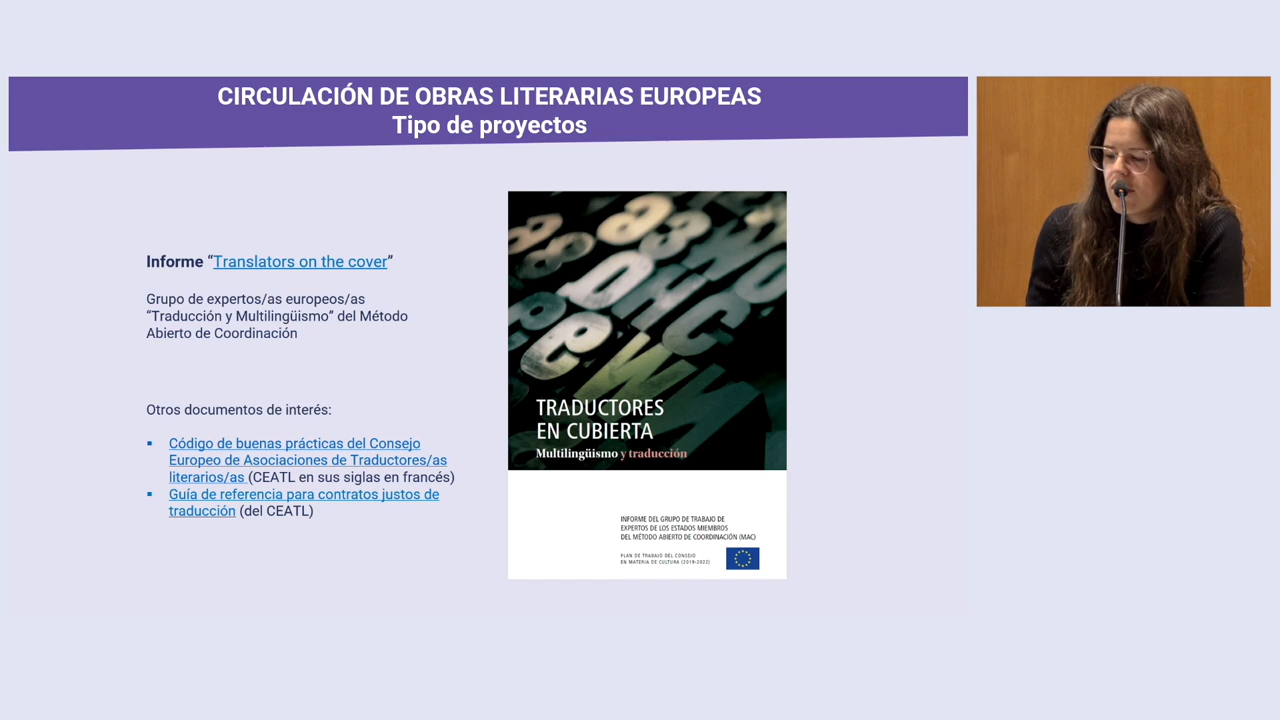 CIRCULACIÓN DE OBRAS LITERARIAS EUROPEAS
Tipo de proyectos
Informe “Translators on the cover”
Grupo de expertos/as europeos/as
“Traducción y Multilingüismo” del Método
Abierto de Coordinación
Otros documentos de interés:
Código de buenas prácticas del Consejo
Europeo de Asociaciones de Traductores/as
literarios/as (CEATL en sus siglas en francés)
Guía de referencia para contratos justos de
traducción (del CEATL)
TRADUCTORES
EN CUBIERTA
Multilingüismo y traducción
INFORME DEL GRUPO DE TRABAJO DE
EXPERTOS DE LOS ESTADOS MIEMBROS
DEL MÉTODO ABIERTO DE COORDINACIÓN (MAC)
PLAN DE TRABAJO DEL CONSEJO
EN MATERIA DE CULTURA (2019-2022)